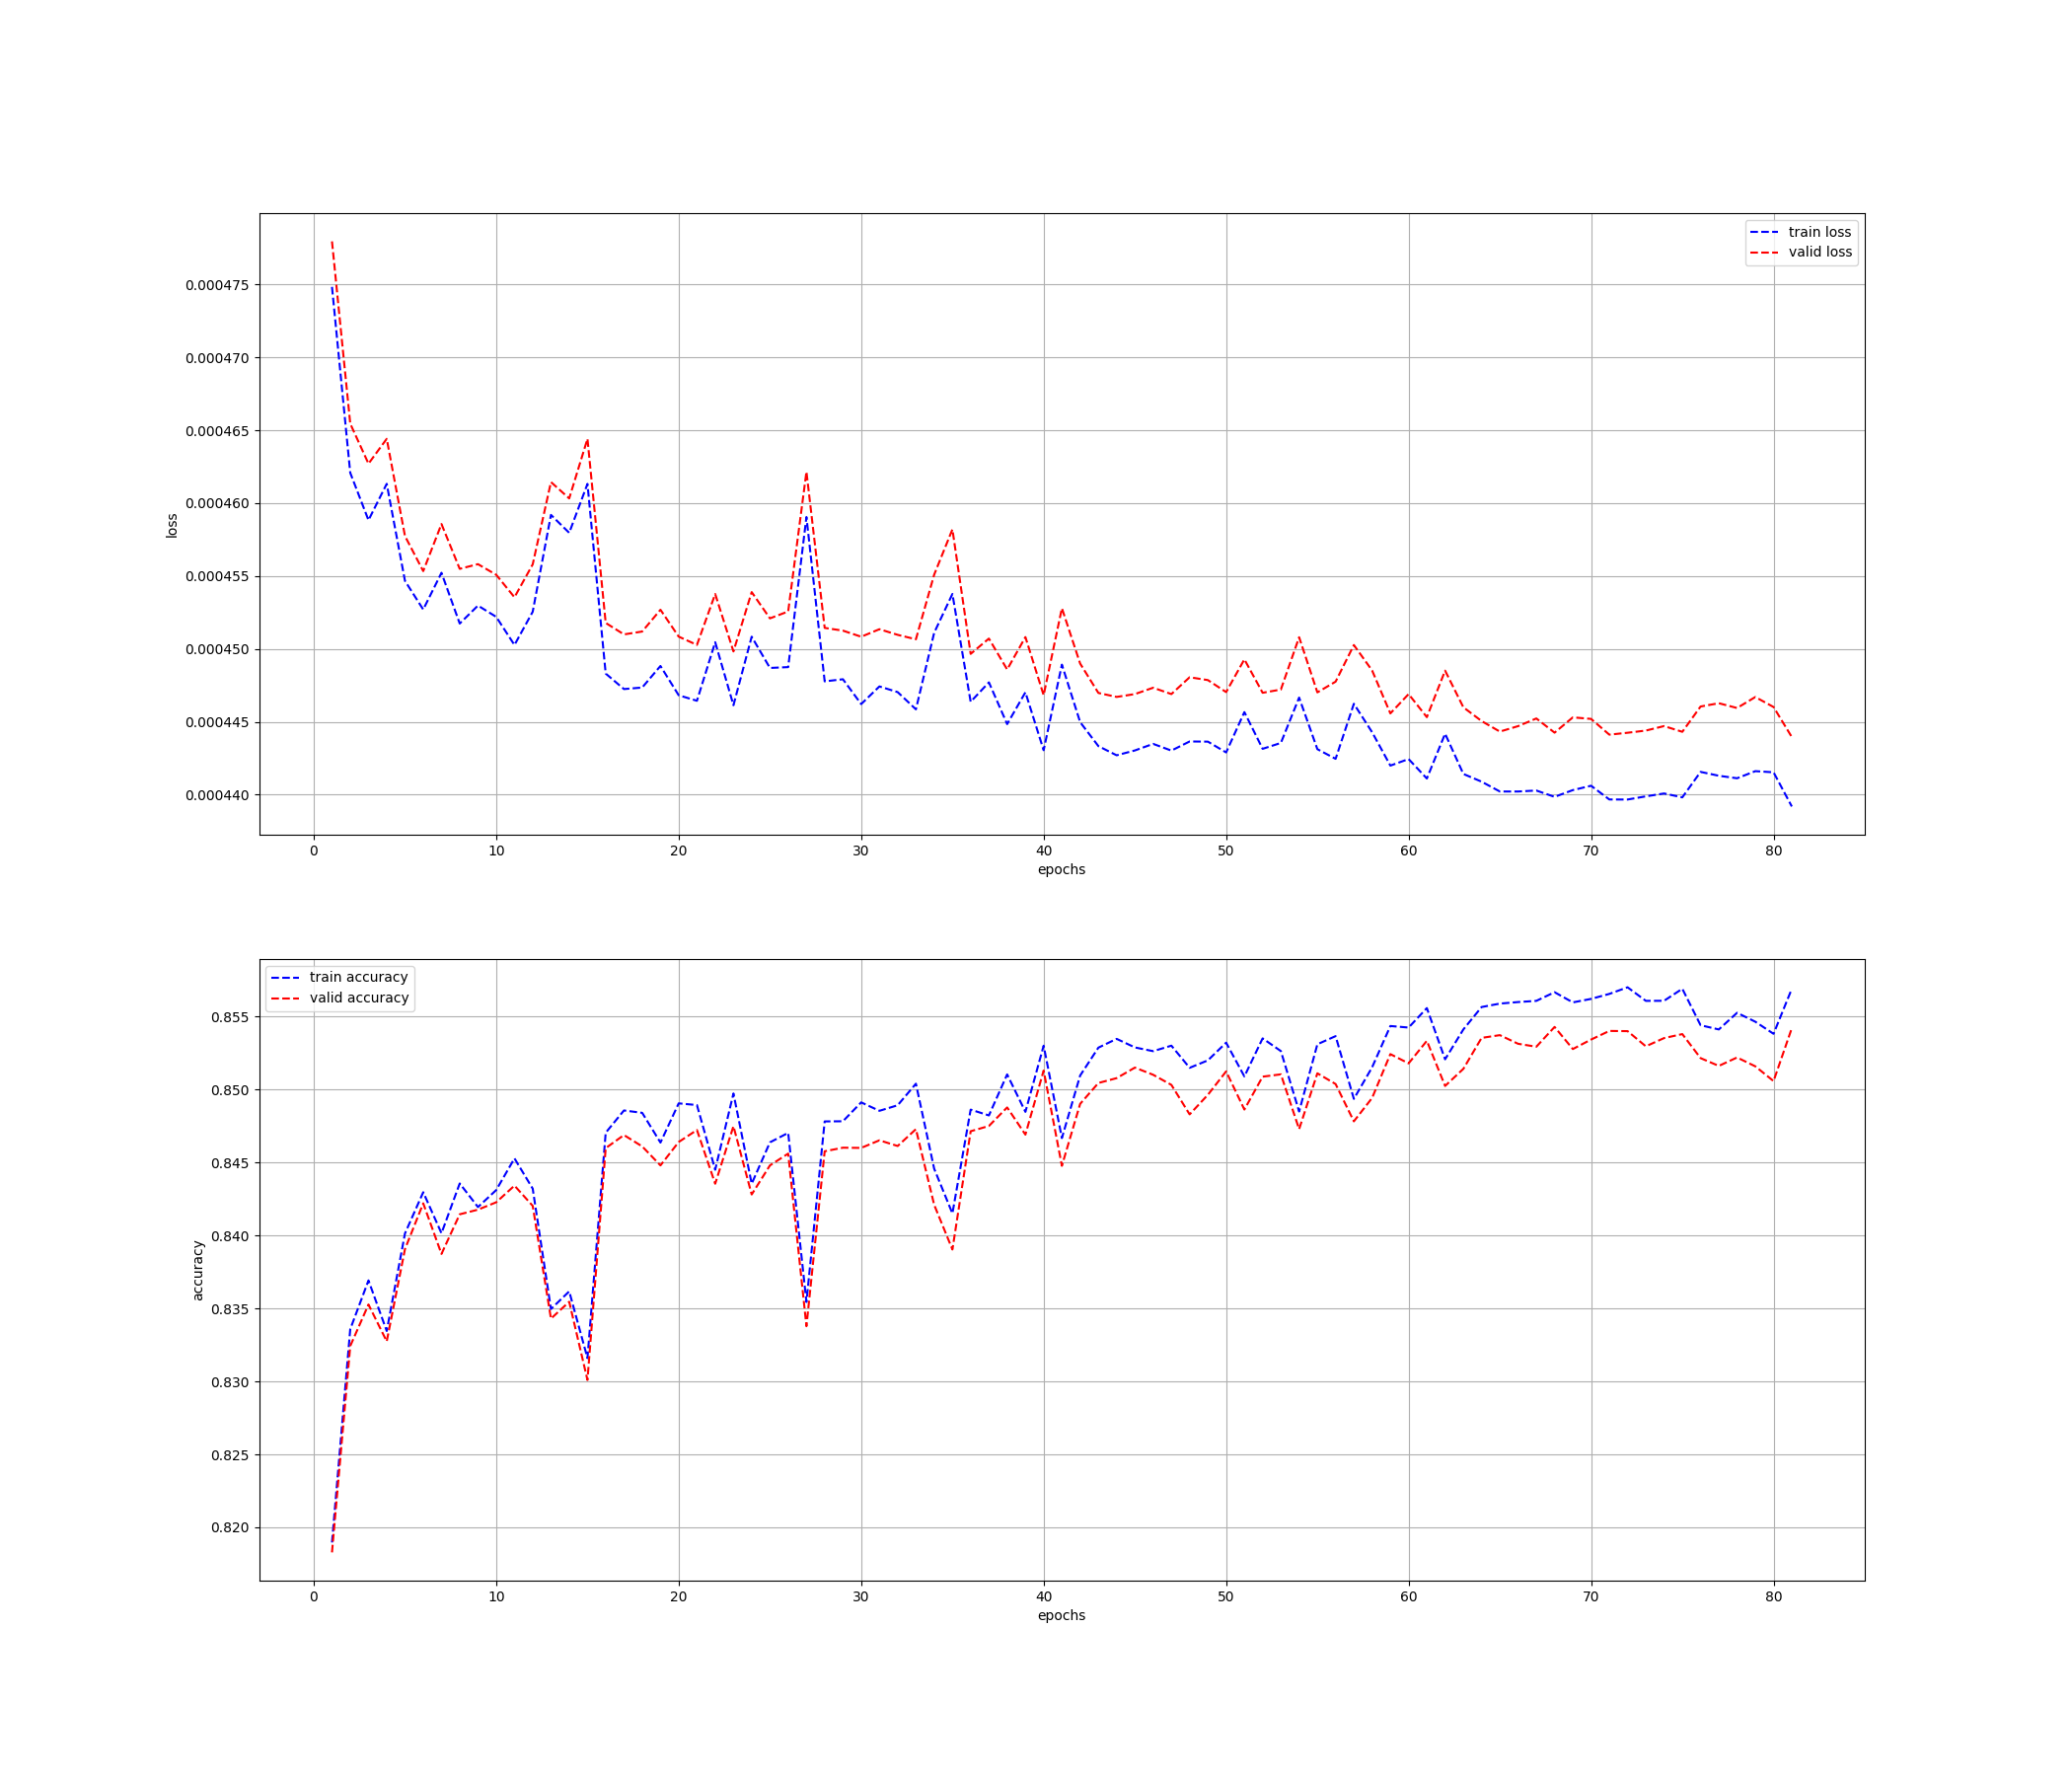 train loss
valid loss
0.000475
0.000470
0.000465
0.000460
0.000455
0.000450
0.000445
0.000440
loss
0 10 20 30 40 50 60 70 80
epochs
train accuracy
valid accuracy
0.855
0.850
0.845
0.840
0.835
0.830
0.825
0.820
accuracy
0 10 20 30 40 50 60 70 80
epochs